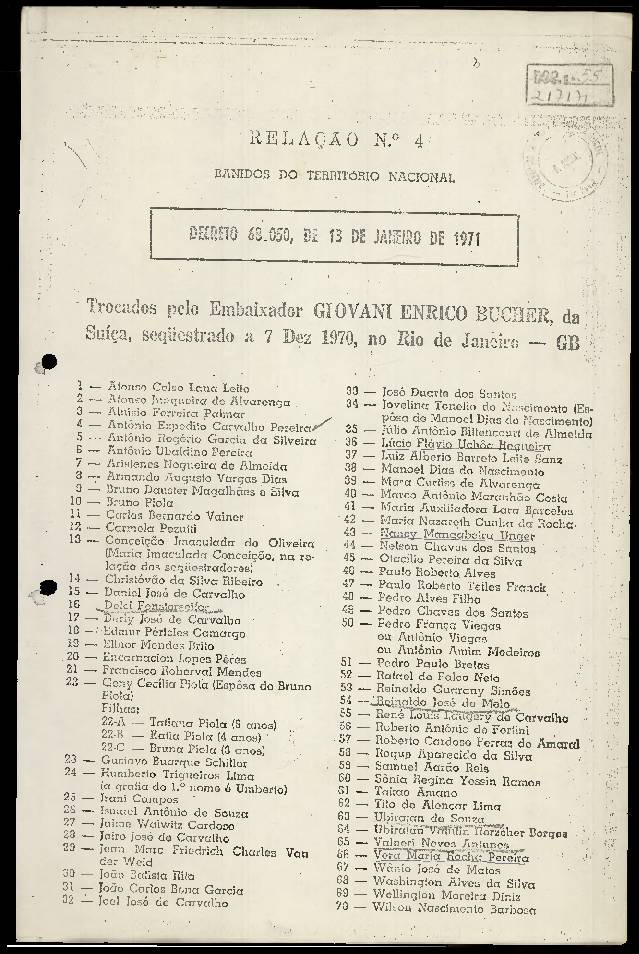 217171
RELAÇÃO N.º 4
BANIDOS DO TERRITÓRIO NACIONAL
DECRETO 68.050, DE 13 DE JANEIRO DE 1971
Trocados pelo Embaixador GIOVANI ENRICO BUCHER, da
Suíça, seqüestrado a 7 Dez 1970, no Rio de Janeiro — GB
1 — Afonso Celso Lana Leite
2 — Afonso Junqueira de Alvarenga
3 — Aluísio Ferreira Palmar
4 — Antônio Expedito Carvalho Pereira
5 — Antônio Rogério Garcia da Silveira
6 — Antônio Ubaldino Pereira
7 — Aristenes Nogueira de Almeida
8 — Armando Augusto Vargas Dias
9 — Bruno Dauster Magalhães e Silva
10 — Bruno Piola
11 — Carlos Bernardo Vainer
12 — Carmela Pezutti
13 — Conceição Imaculada de Oliveira
(Maria Imaculada Conceição, na re-
lação dos seqüestradores)
14 — Christóvão da Silva Ribeiro
15 — Daniel José de Carvalho
16 — Delci Fensterseifer
17 — Derly José de Carvalho
18 — Edmur Péricles Camargo
19 — Elinor Mendes Brito
20 — Encarnacion Lopes Péres
21 — Francisco Roberval Mendes
22 — Geny Cecília Piola (Espôsa de Bruno
Piola)
Filhas:
22-A — Tatiana Piola (6 anos)
22-B — Kátia Piola (4 anos)
22-C — Bruna Piola (3 anos)
23 — Gustavo Buarque Schiller
24 — Humberto Trigueiros Lima
(a grafia do 1.º nome é Umberto)
25 — Irani Campos
26 — Ismael Antônio de Souza
27 — Jaime Walwitz Cardoso
28 — Jairo José de Carvalho
29 — Jean Marc Friedrich Charles Van
der Weid
30 — João Batista Rita
31 — João Carlos Bona Garcia
32 — Joel José de Carvalho
33 — José Duarte dos Santos
34 — Jovelina Tonello do Nascimento (Es-
pôsa de Manoel Dias do Nascimento)
35 — Júlio Antônio Bittencourt de Almeida
36 — Lúcio Flávio Uchôa Regueira
37 — Luiz Alberto Barreto Leite Sanz
38 — Manoel Dias do Nascimento
39 — Mara Curtiss de Alvarenga
40 — Marco Antônio Maranhão Costa
41 — Maria Auxiliadora Lara Barcelos
42 — Maria Nazareth Cunha da Rocha
43 — Nancy Mangabeira Unger
44 — Nelson Chaves dos Santos
45 — Otacílio Pereira da Silva
46 — Paulo Roberto Alves
47 — Paulo Roberto Telles Franck
48 — Pedro Alves Filho
49 — Pedro Chaves dos Santos
50 — Pedro França Viegas
ou Antônio Viegas
ou Antônio Amim Medeiros
51 — Pedro Paulo Bretas
52 — Rafael de Falco Neto
53 — Reinaldo Guarany Simões
54 — Reinaldo José de Melo
55 — René Louis Laugery de Carvalho
56 — Roberto Antônio de Fortini
57 — Roberto Cardoso Ferraz do Amaral
58 — Roque Aparecido da Silva
59 — Samuel Aarão Reis
60 — Sônia Regina Yessin Ramos
61 — Takao Amano
62 — Tito de Alençar Lima
63 — Ubiratan de Souza
64 — Ubiratan Vatutin Herzcher Borges
65 — Valneri Neves Antunes
66 — Vera Maria Rocha Pereira
67 — Wânio José de Matos
68 — Washington Alves da Silva
69 — Wellington Moreira Diniz
70 — Wilson Nascimento Barbosa